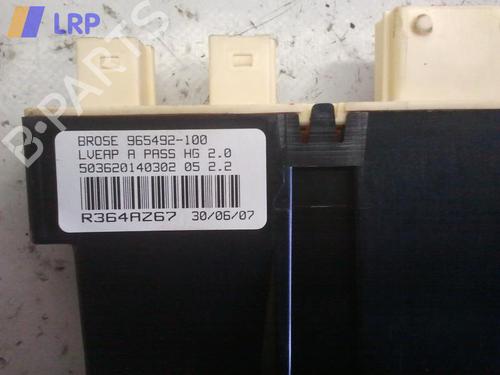 LRP
B-PARTS
BROSE 965492-100
LVEAP A PASS HG 2.0
503620140302 05 2.2
R364AZ67 30/06/07